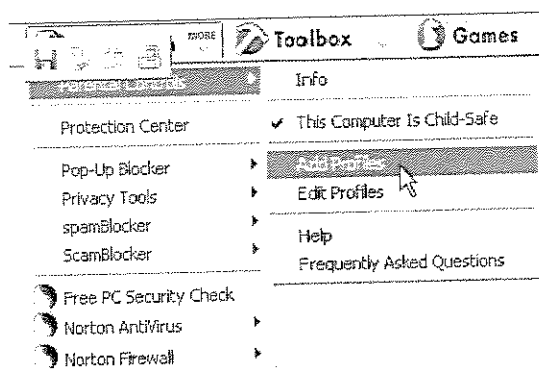 MORE
Toolbox
Games
Parental Controls
Protection Center
Pop-Up Blocker
Privacy Tools
spamBlocker
ScamBlocker
Free PC Security Check
Norton AntiVirus
Norton Firewall
Info
This Computer Is Child-Safe
Add Profiles
Edit Profiles
Help
Frequently Asked Questions